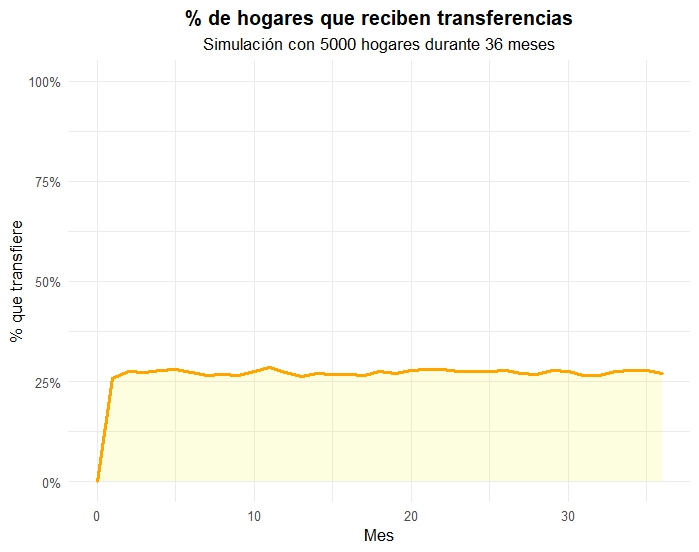 % de hogares que reciben transferencias
Simulación con 5000 hogares durante 36 meses
100%
75%
50%
25%
0%
% que transfiere
0 10 20 30
Mes